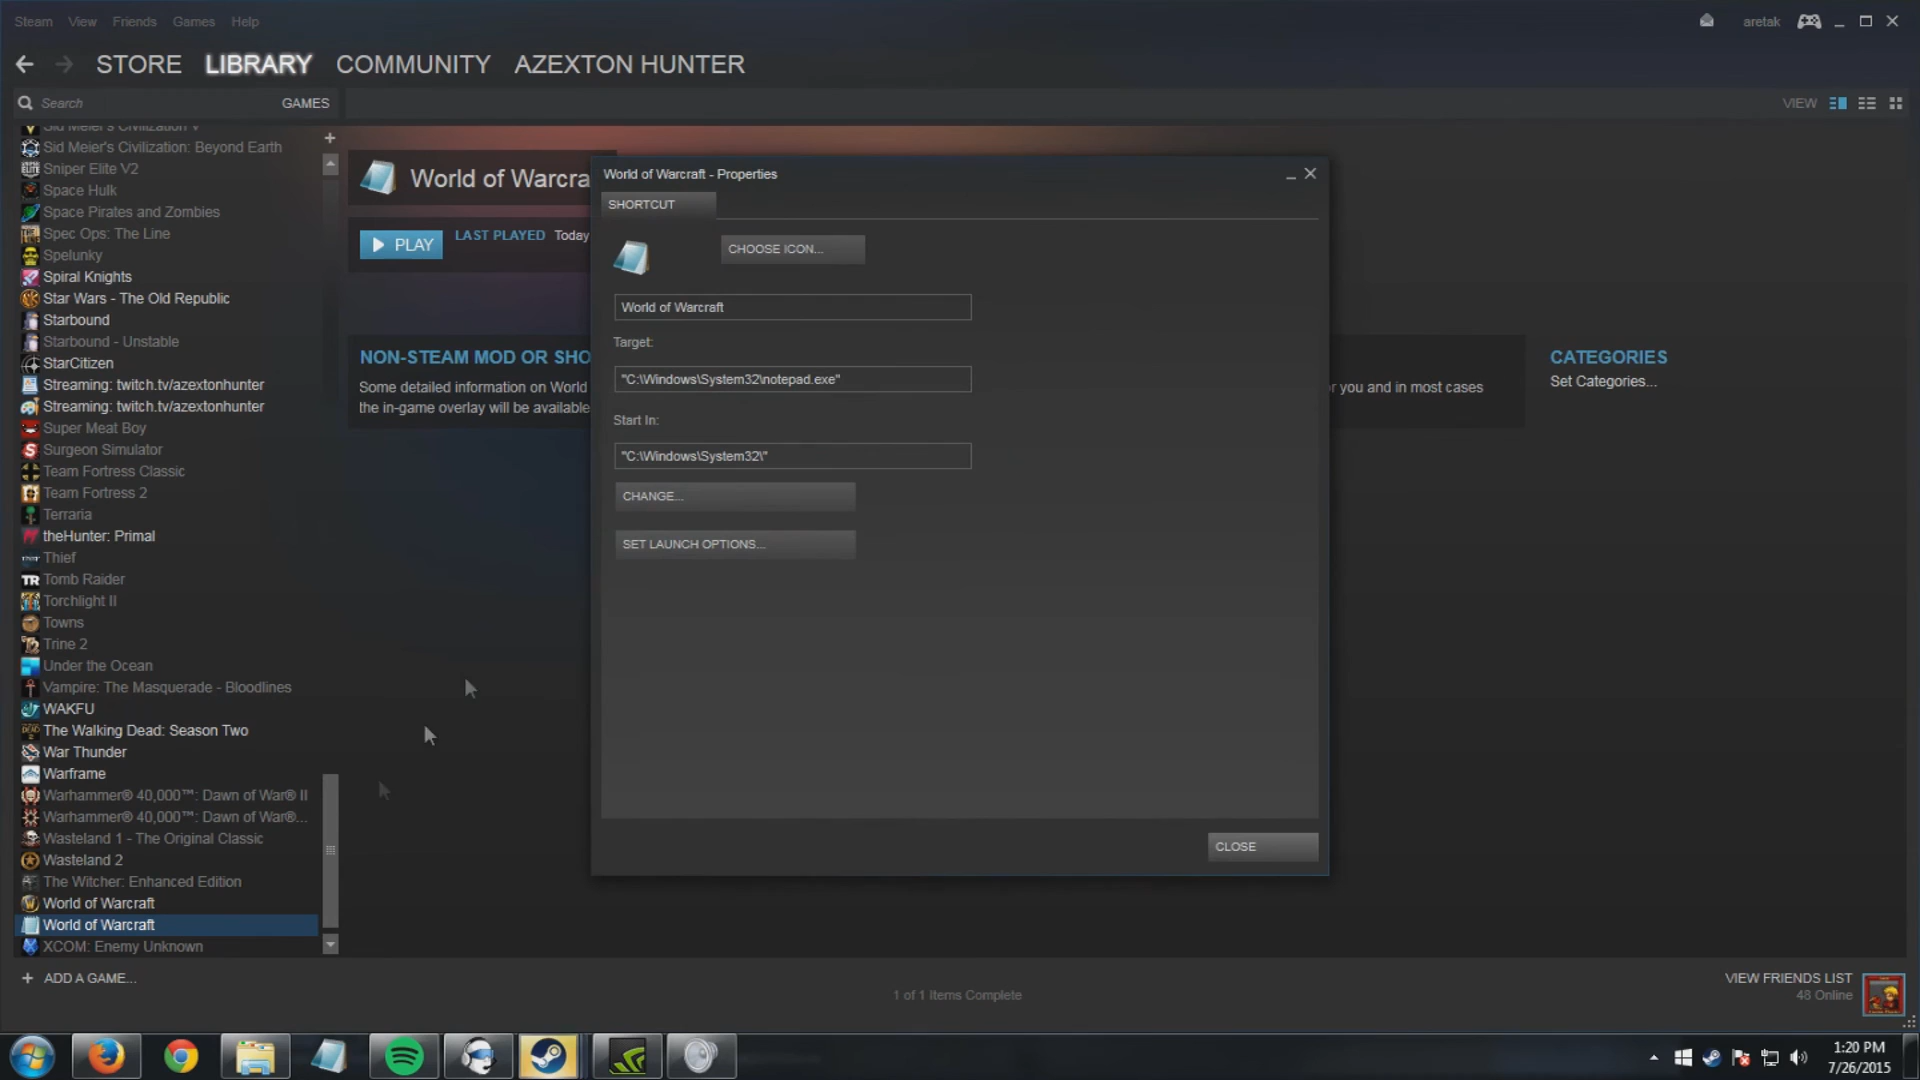 Steam View Friends Games Help
aretak
STORE LIBRARY COMMUNITY AZEXTON HUNTER
Search GAMES
VIEW
Sid Meier's Civilization V
Sid Meier's Civilization: Beyond Earth
Sniper Elite V2
Space Hulk
Space Pirates and Zombies
Spec Ops: The Line
Spelunky
Spiral Knights
Star Wars - The Old Republic
Starbound
Starbound - Unstable
StarCitizen
Streaming: twitch.tv/azextonhunter
Streaming: twitch.tv/azextonhunter
Super Meat Boy
Surgeon Simulator
Team Fortress Classic
Team Fortress 2
Terraria
theHunter: Primal
Thief
Tomb Raider
Torchlight II
Towns
Trine 2
Under the Ocean
Vampire: The Masquerade - Bloodlines
WAKFU
The Walking Dead: Season Two
War Thunder
Warframe
Warhammer® 40,000™: Dawn of War® II
Warhammer® 40,000™: Dawn of War®...
Wasteland 1 - The Original Classic
Wasteland 2
The Witcher: Enhanced Edition
World of Warcraft
World of Warcraft
XCOM: Enemy Unknown
+ ADD A GAME...
World of Warcra
PLAY
LAST PLAYED Today
NON-STEAM MOD OR SHO
Some detailed information on World
the in-game overlay will be available
or you and in most cases
CATEGORIES
Set Categories...
World of Warcraft - Properties
SHORTCUT
CHOOSE ICON...
World of Warcraft
Target:
"C:\Windows\System32\notepad.exe"
Start In:
"C:\Windows\System32\"
CHANGE...
SET LAUNCH OPTIONS...
CLOSE
1 of 1 Items Complete
VIEW FRIENDS LIST
48 Online
1:20 PM
7/26/2015